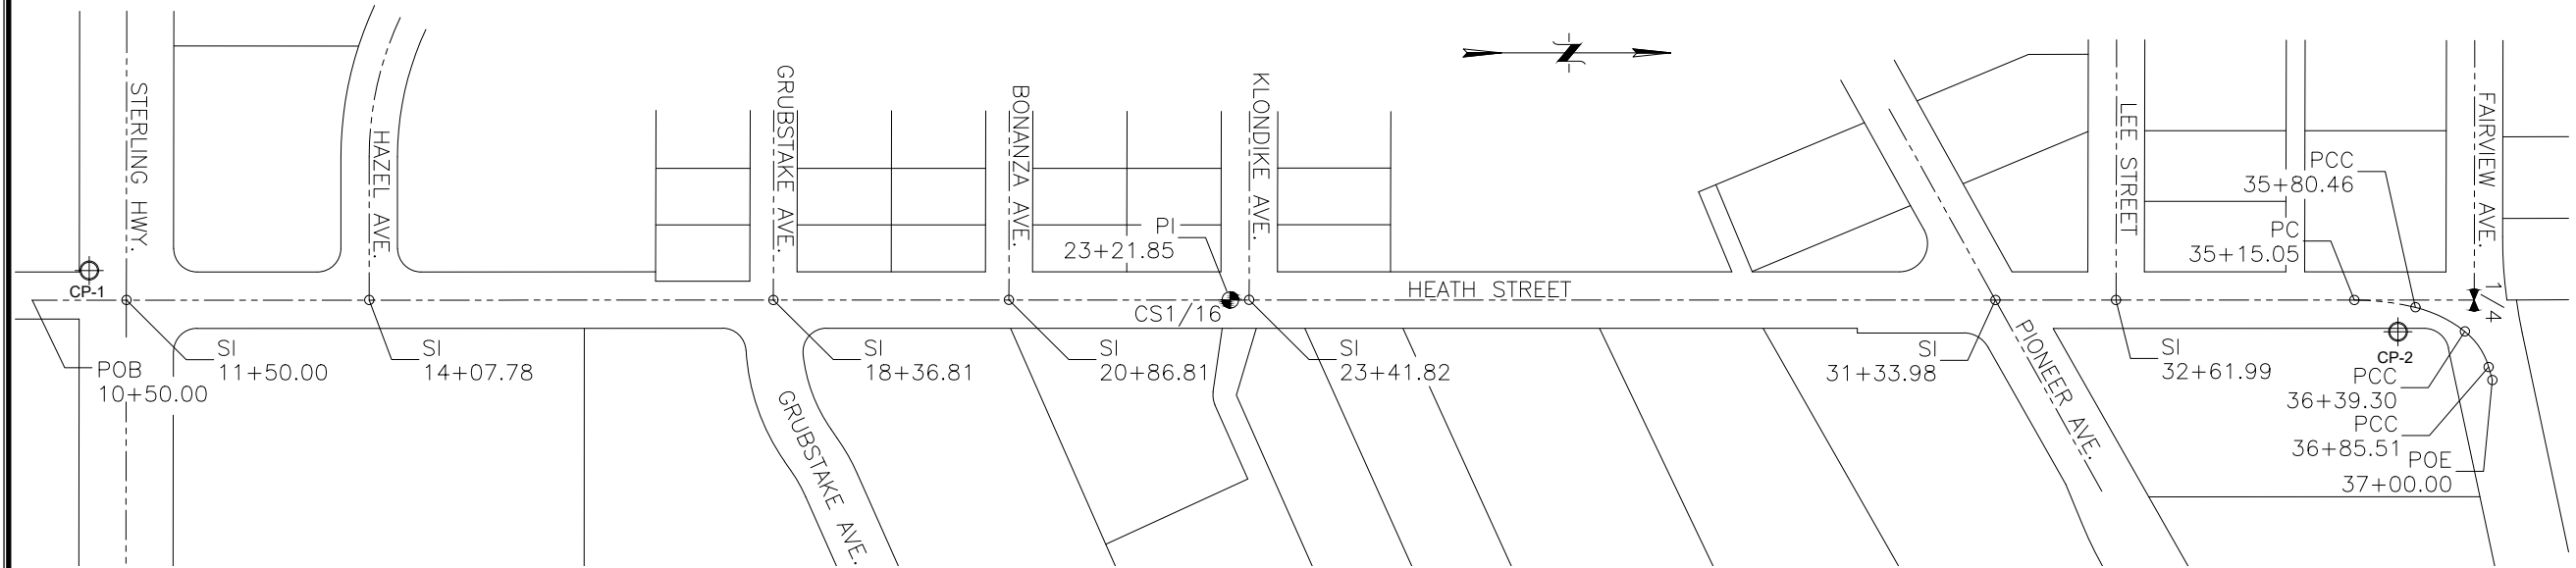 STERLING HWY.
HAZEL AVE.
GRUBSTAKE AVE.
BONANZA AVE.
KLONDIKE AVE.
N
LEE STREET
FAIRVIEW AVE.
PCC
35+80.46
PC
35+15.05
PI
23+21.85
CP-1
HEATH STREET
CS1/16
1/4
POB
10+50.00
SI
11+50.00
SI
14+07.78
SI
18+36.81
SI
20+86.81
SI
23+41.82
SI
31+33.98
PIONEER AVE.
SI
32+61.99
CP-2
PCC
36+39.30
PCC
36+85.51
POE
37+00.00
GRUBSTAKE AVE.